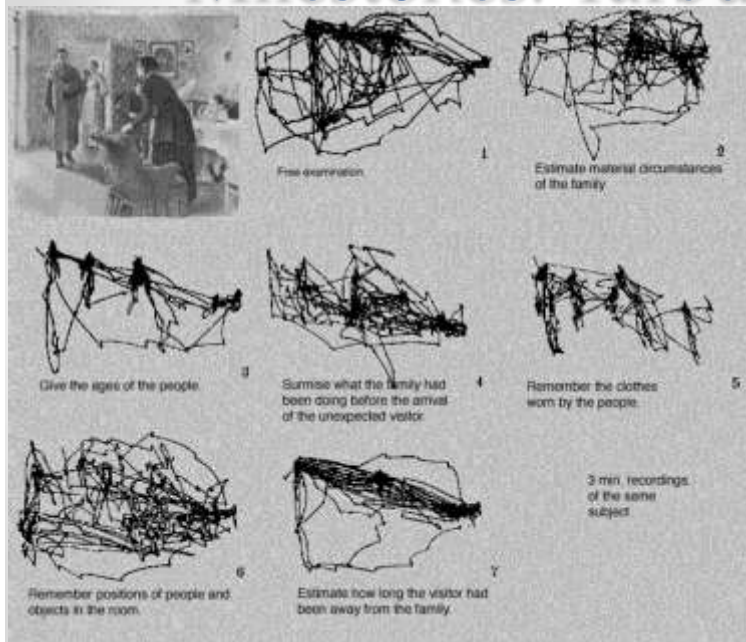 1
Free examination.
2
Estimate material circumstances
of the family
3
Give the ages of the people.
4
Surmise what the family had
been doing before the arrival
of the unexpected visitor.
5
Remember the clothes
worn by the people.
6
Remember positions of people and
objects in the room.
7
Estimate how long the visitor had
been away from the family.
3 min. recordings
of the same
subject